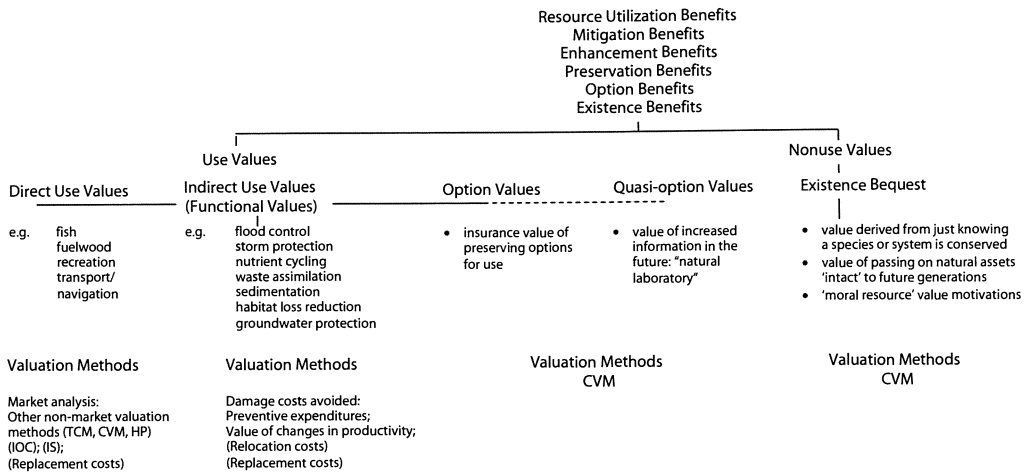 Resource Utilization Benefits
Mitigation Benefits
Enhancement Benefits
Preservation Benefits
Option Benefits
Existence Benefits
Use Values
Nonuse Values
Direct Use Values
e.g. fish
fuelwood
recreation
transport/
navigation
Indirect Use Values
(Functional Values)
e.g. flood control
storm protection
nutrient cycling
waste assimilation
sedimentation
habitat loss reduction
groundwater protection
Option Values
• insurance value of
preserving options
for use
Quasi-option Values
• value of increased
information in the
future: "natural
laboratory"
Existence Bequest
• value derived from just knowing
a species or system is conserved
• value of passing on natural assets
'intact' to future generations
• 'moral resource' value motivations
Valuation Methods
Market analysis:
Other non-market valuation
methods (TCM, CVM, HP)
(IOC); (IS);
(Replacement costs)
Valuation Methods
Damage costs avoided:
Preventive expenditures;
Value of changes in productivity;
(Relocation costs)
(Replacement costs)
Valuation Methods
CVM
Valuation Methods
CVM